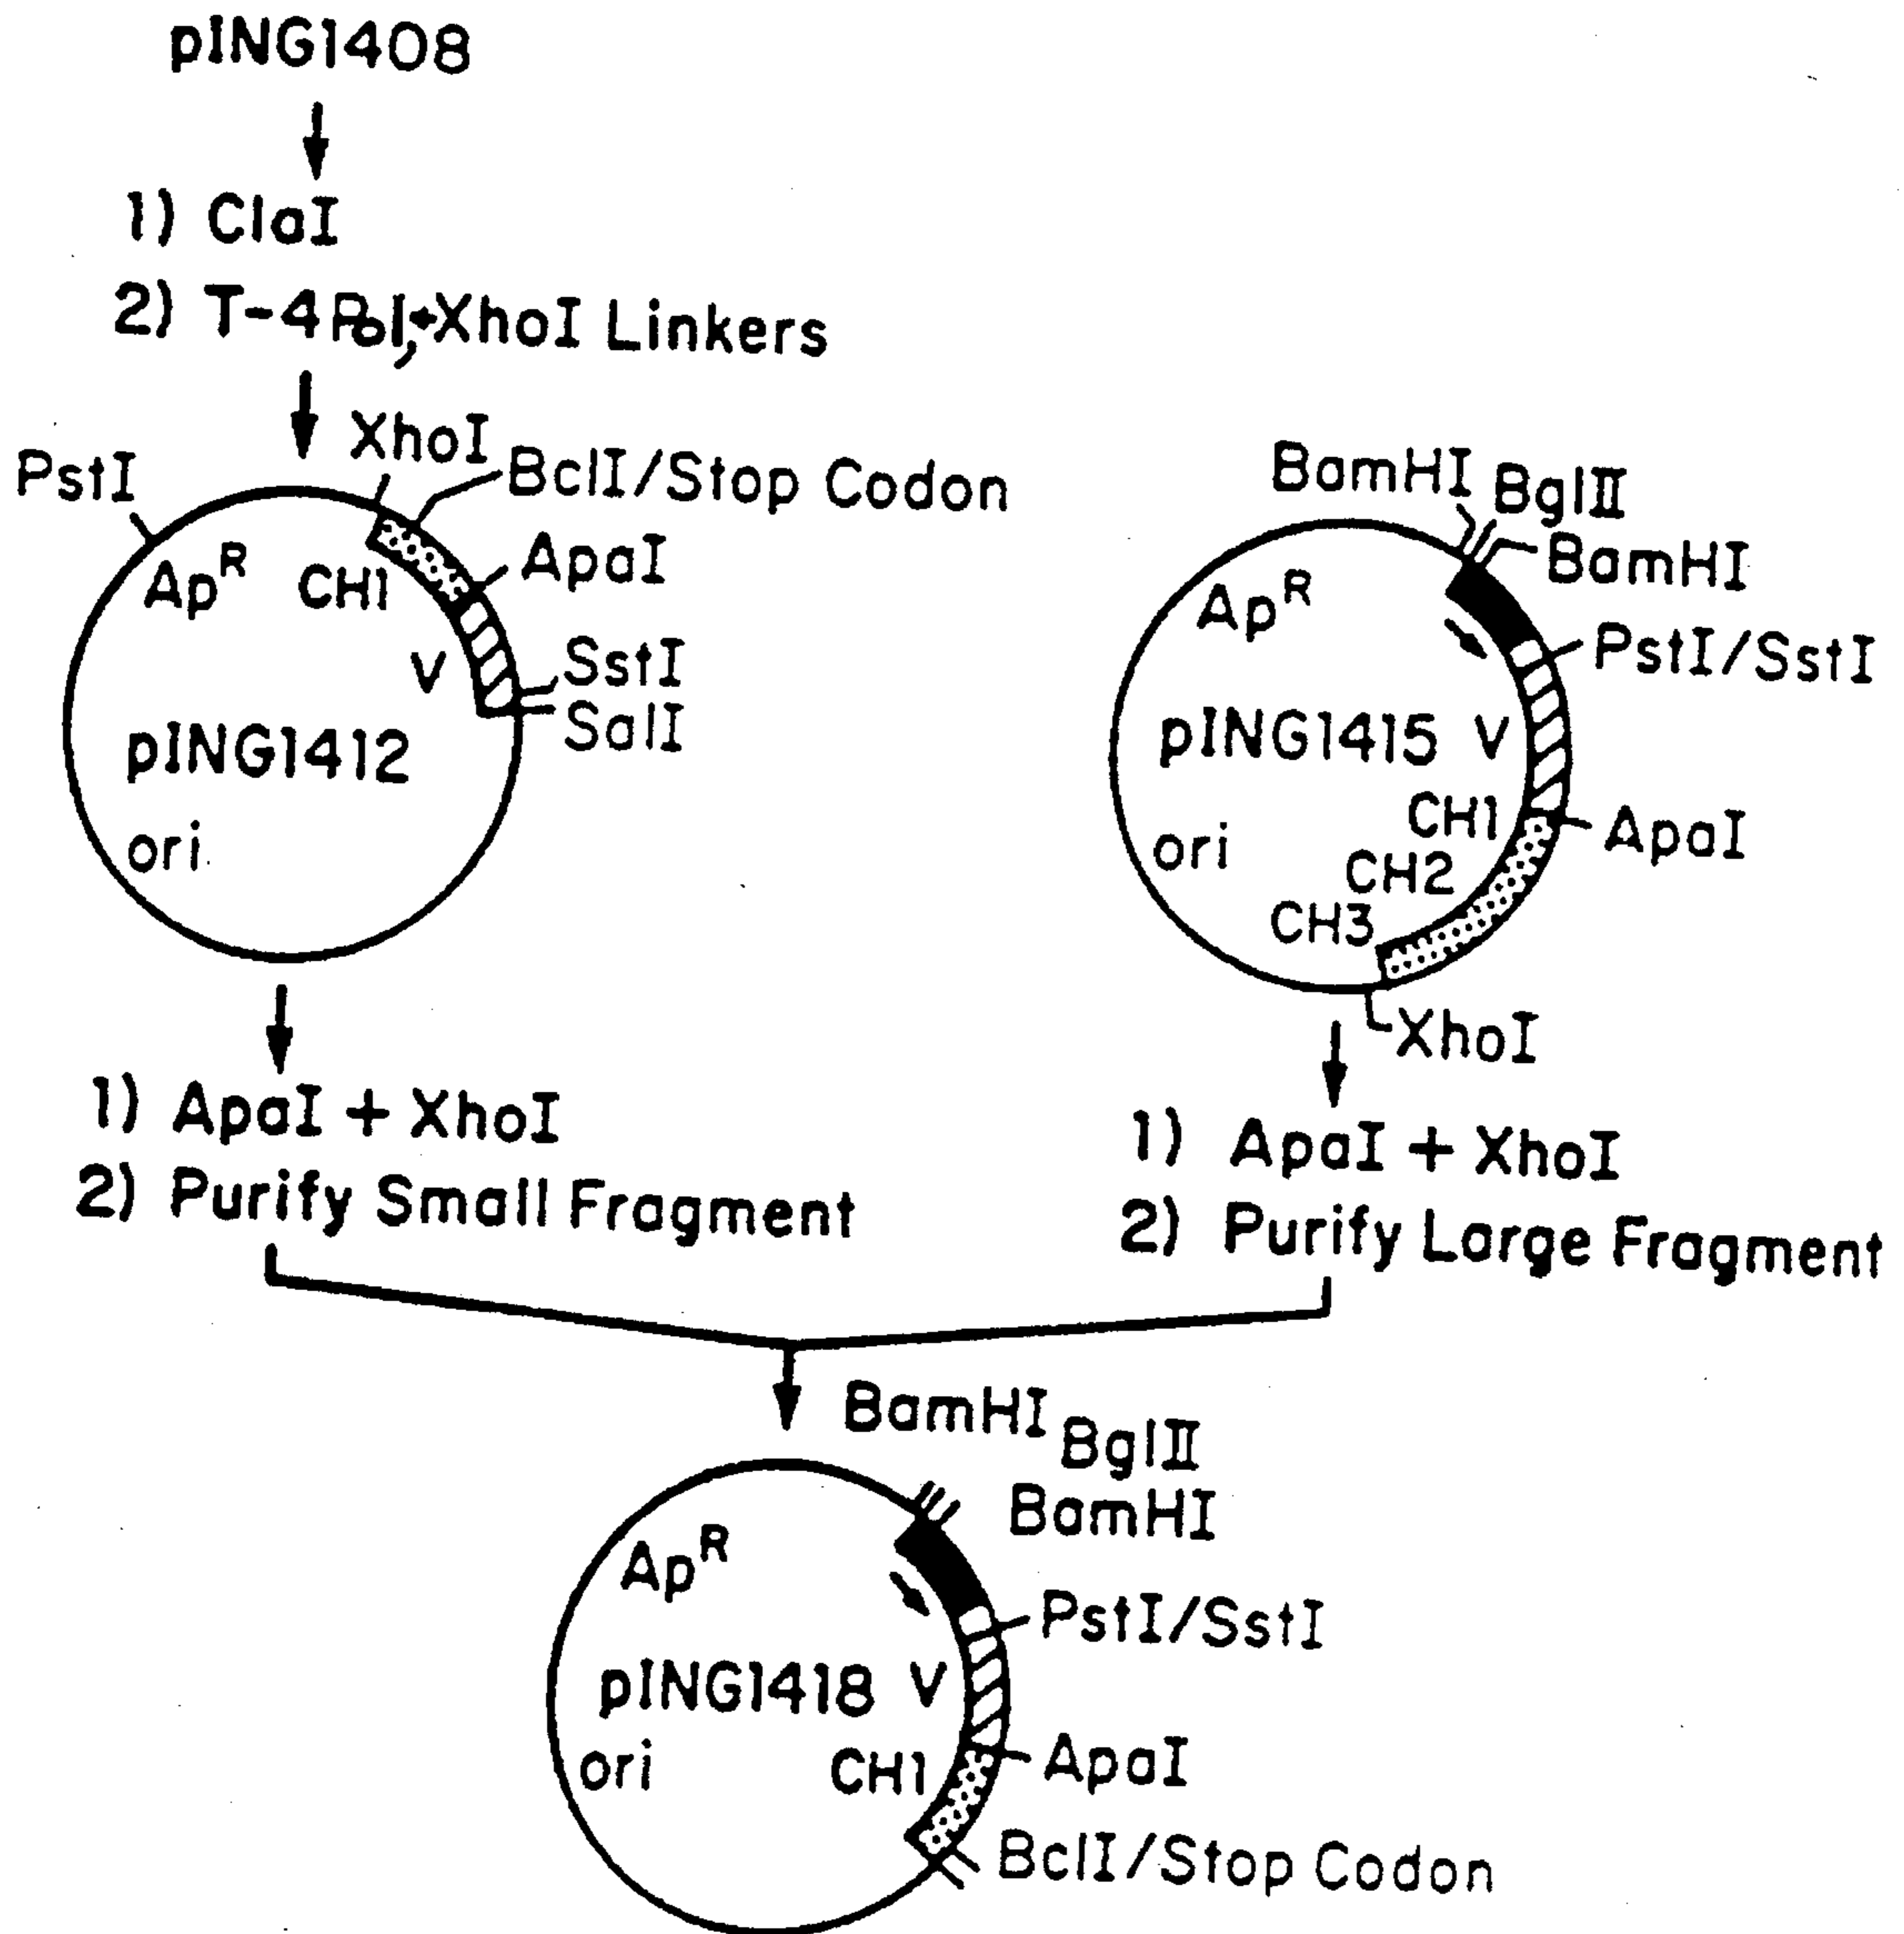 pING1408
1) ClaI
2) T-4 Pol,+XhoI Linkers
XhoI
PstI
BclI/Stop Codon
ApaI
Ap^R
CH1
V
SstI
SalI
pING1412
ori
BamHI
BglII
BamHI
Ap^R
PstI/SstI
pING1415
V
CH1
ApaI
ori
CH2
CH3
XhoI
1) ApaI + XhoI
2) Purify Small Fragment
1) ApaI + XhoI
2) Purify Large Fragment
BamHI
BglII
BamHI
Ap^R
PstI/SstI
pING1418
V
ori
CH1
ApaI
BclI/Stop Codon